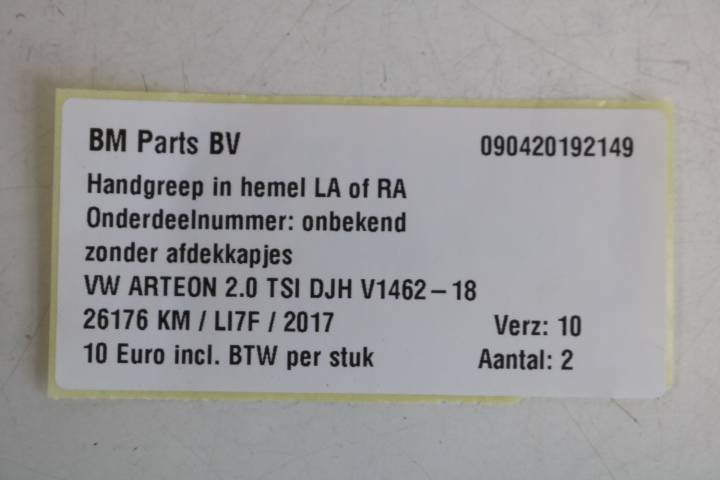 BM Parts BV 090420192149
Handgreep in hemel LA of RA
Onderdeelnummer: onbekend
zonder afdekkapjes
VW ARTEON 2.0 TSI DJH V1462-18
26176 KM / LI7F / 2017 Verz: 10
10 Euro incl. BTW per stuk Aantal: 2